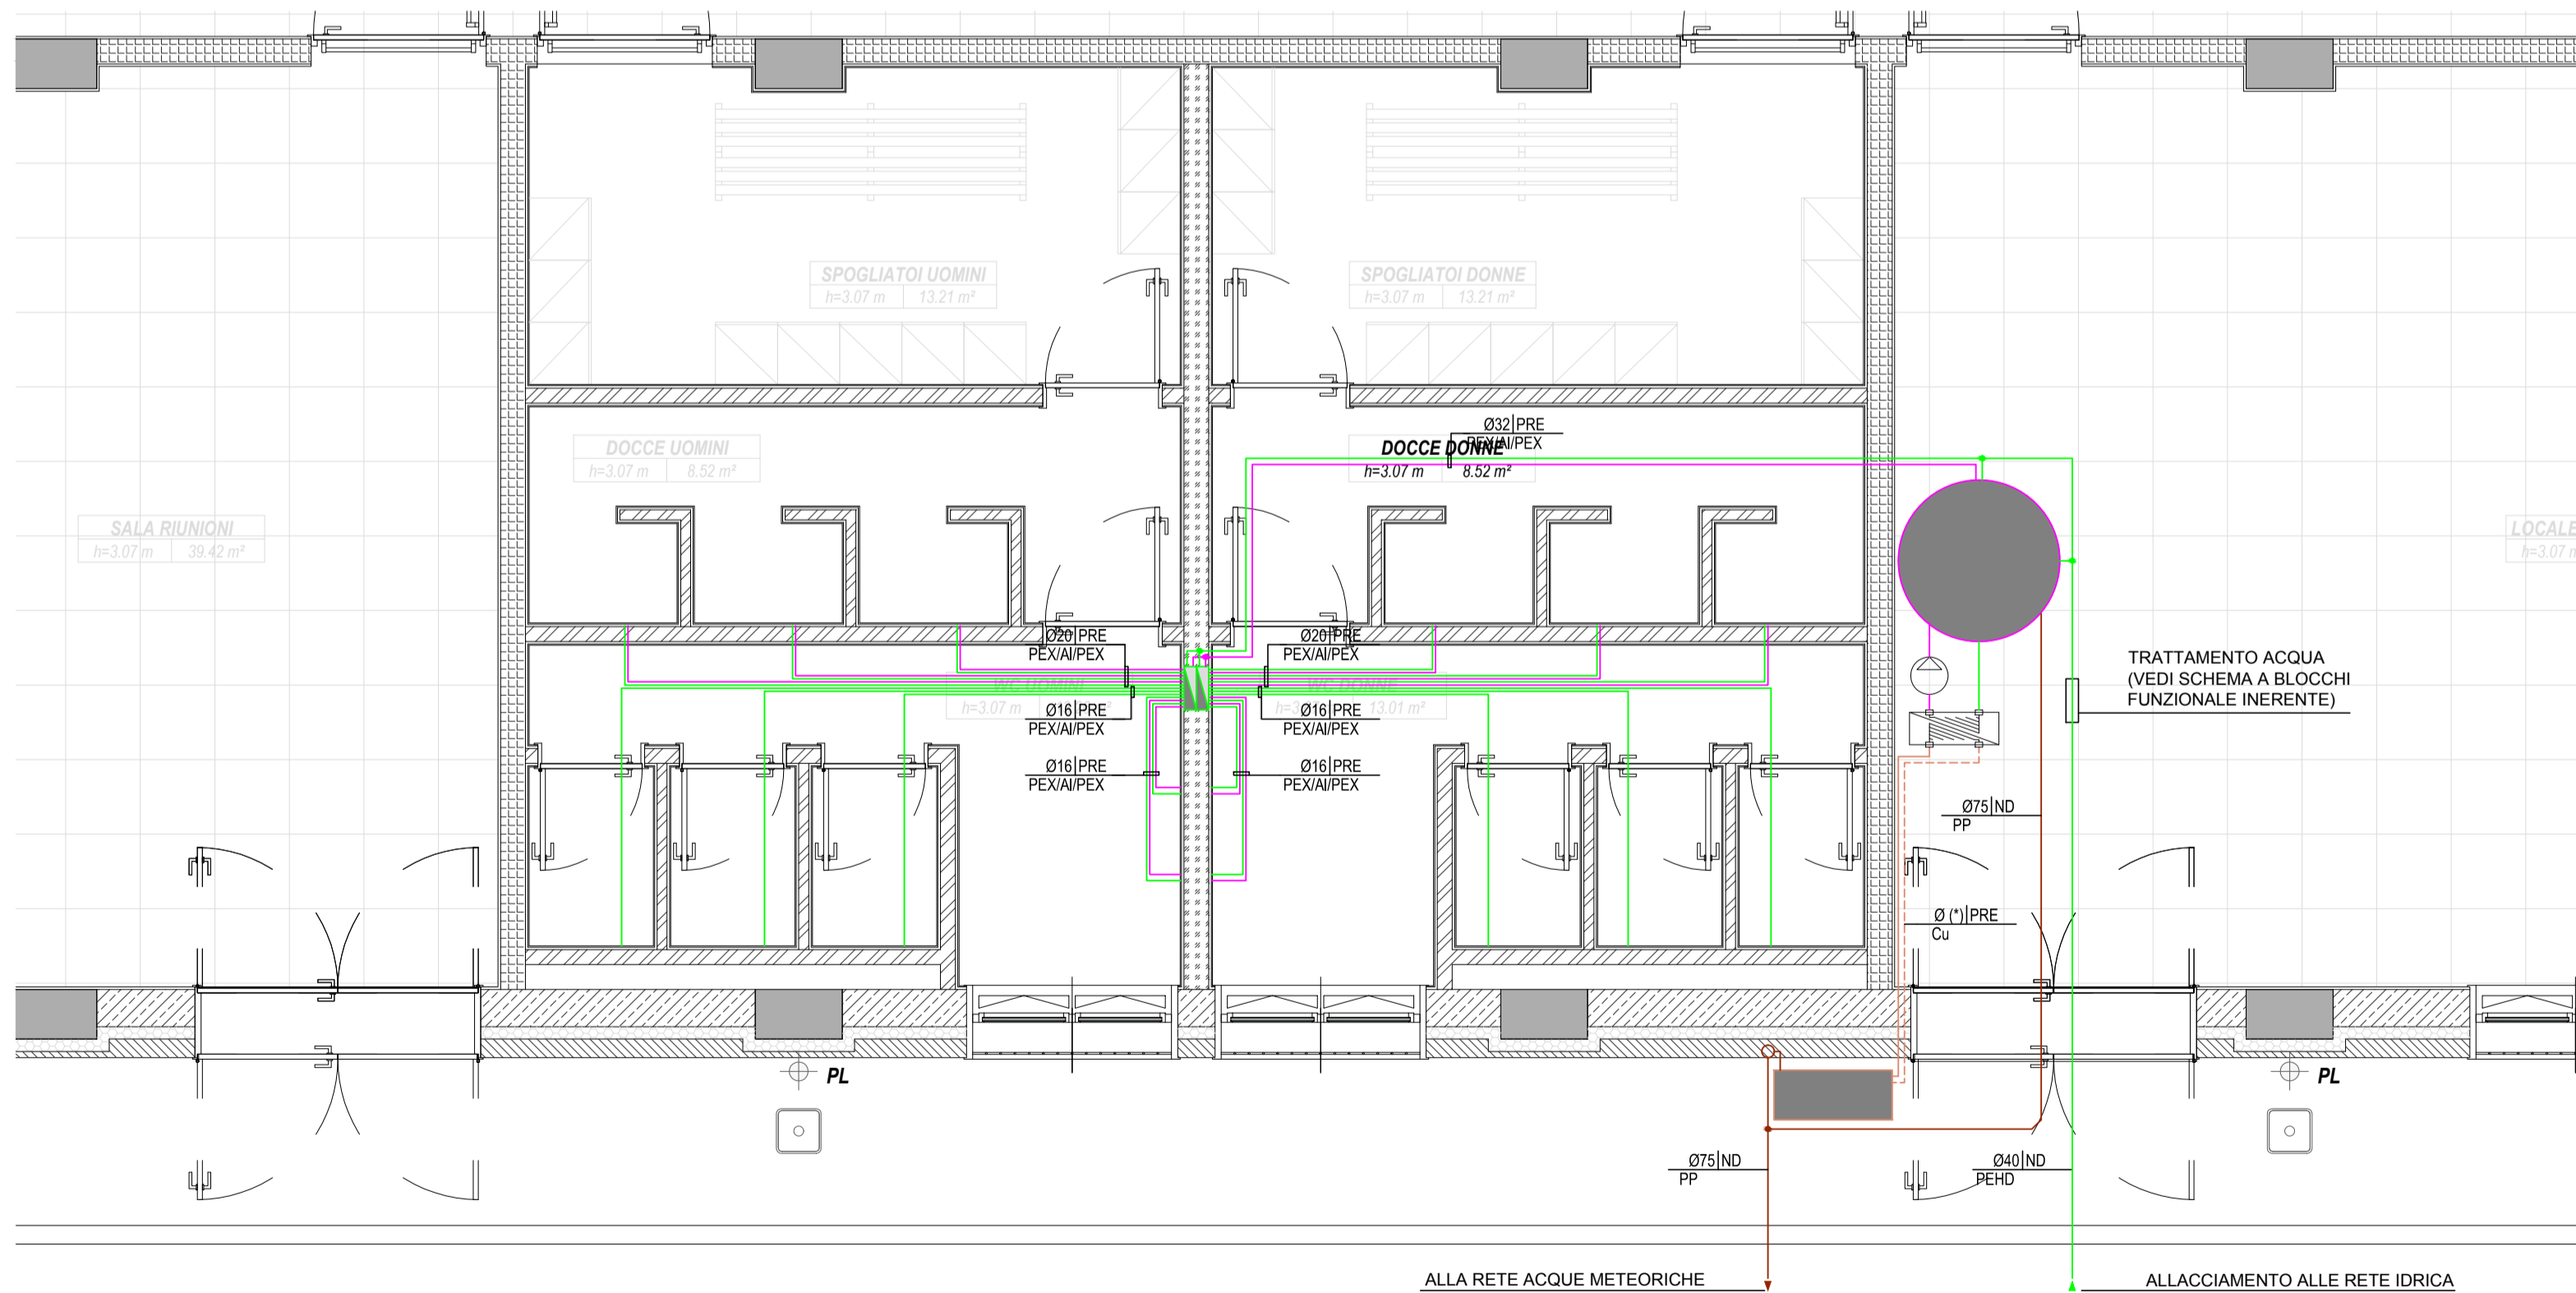 SPOGLIATOI UOMINI
h=3.07 m 13.21 m²
SPOGLIATOI DONNE
h=3.07 m 13.21 m²
Ø32|PRE
PEX/Al/PEX
DOCCE UOMINI
h=3.07 m 8.52 m²
DOCCE DONNE
h=3.07 m 8.52 m²
SALA RIUNIONI
h=3.07 m 39.42 m²
LOCALE
h=3.07 m
Ø20|PRE
PEX/Al/PEX
Ø20|PRE
PEX/Al/PEX
TRATTAMENTO ACQUA
(VEDI SCHEMA A BLOCCHI
FUNZIONALE INERENTE)
WC UOMINI
h=3.07 m
WC DONNE
13.01 m²
Ø16|PRE
PEX/Al/PEX
Ø16|PRE
PEX/Al/PEX
Ø16|PRE
PEX/Al/PEX
Ø16|PRE
PEX/Al/PEX
Ø75|ND
PP
Ø (*)|PRE
Cu
PL
PL
Ø75|ND
PP
Ø40|ND
PEHD
ALLA RETE ACQUE METEORICHE
ALLACCIAMENTO ALLE RETE IDRICA